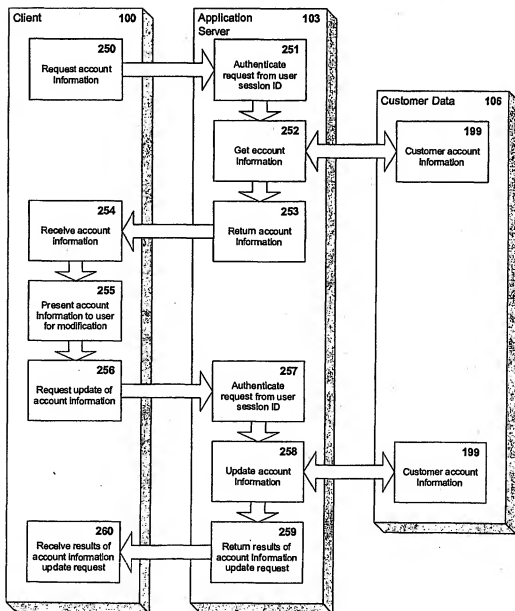 Client 100
Application 103
Server
250
Request account
Information
251
Authenticate
request from user
session ID
Customer Data 106
252
Get account
Information
199
Customer account
Information
254
Receive account
information
253
Return account
Information
255
Present account
Information to user
for modification
256
Request update of
account Information
257
Authenticate
request from user
session ID
258
Update account
Information
199
Customer account
Information
260
Receive results of
account Information
update request
259
Return results of
account Information
update request